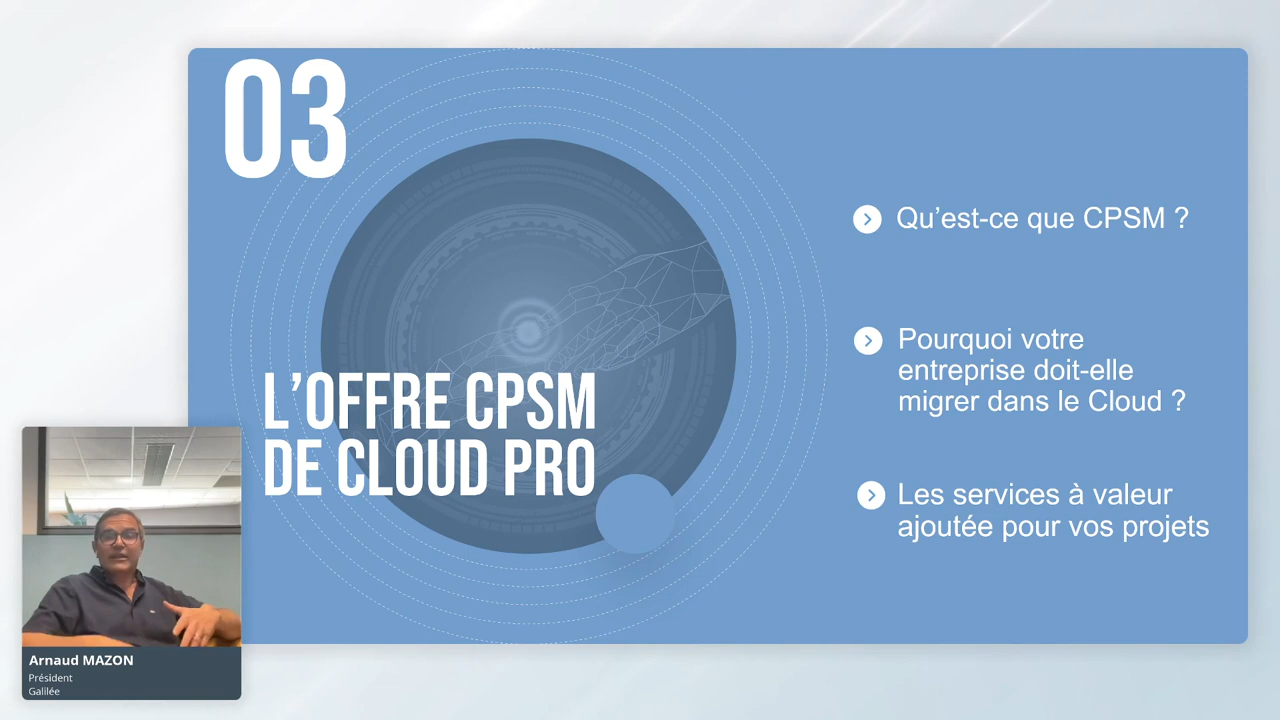 03
L’OFFRE CPSM
DE CLOUD PRO
Qu’est-ce que CPSM ?
Pourquoi votre
entreprise doit-elle
migrer dans le Cloud ?
Les services à valeur
ajoutée pour vos projets
Arnaud MAZON
Président
Galilée